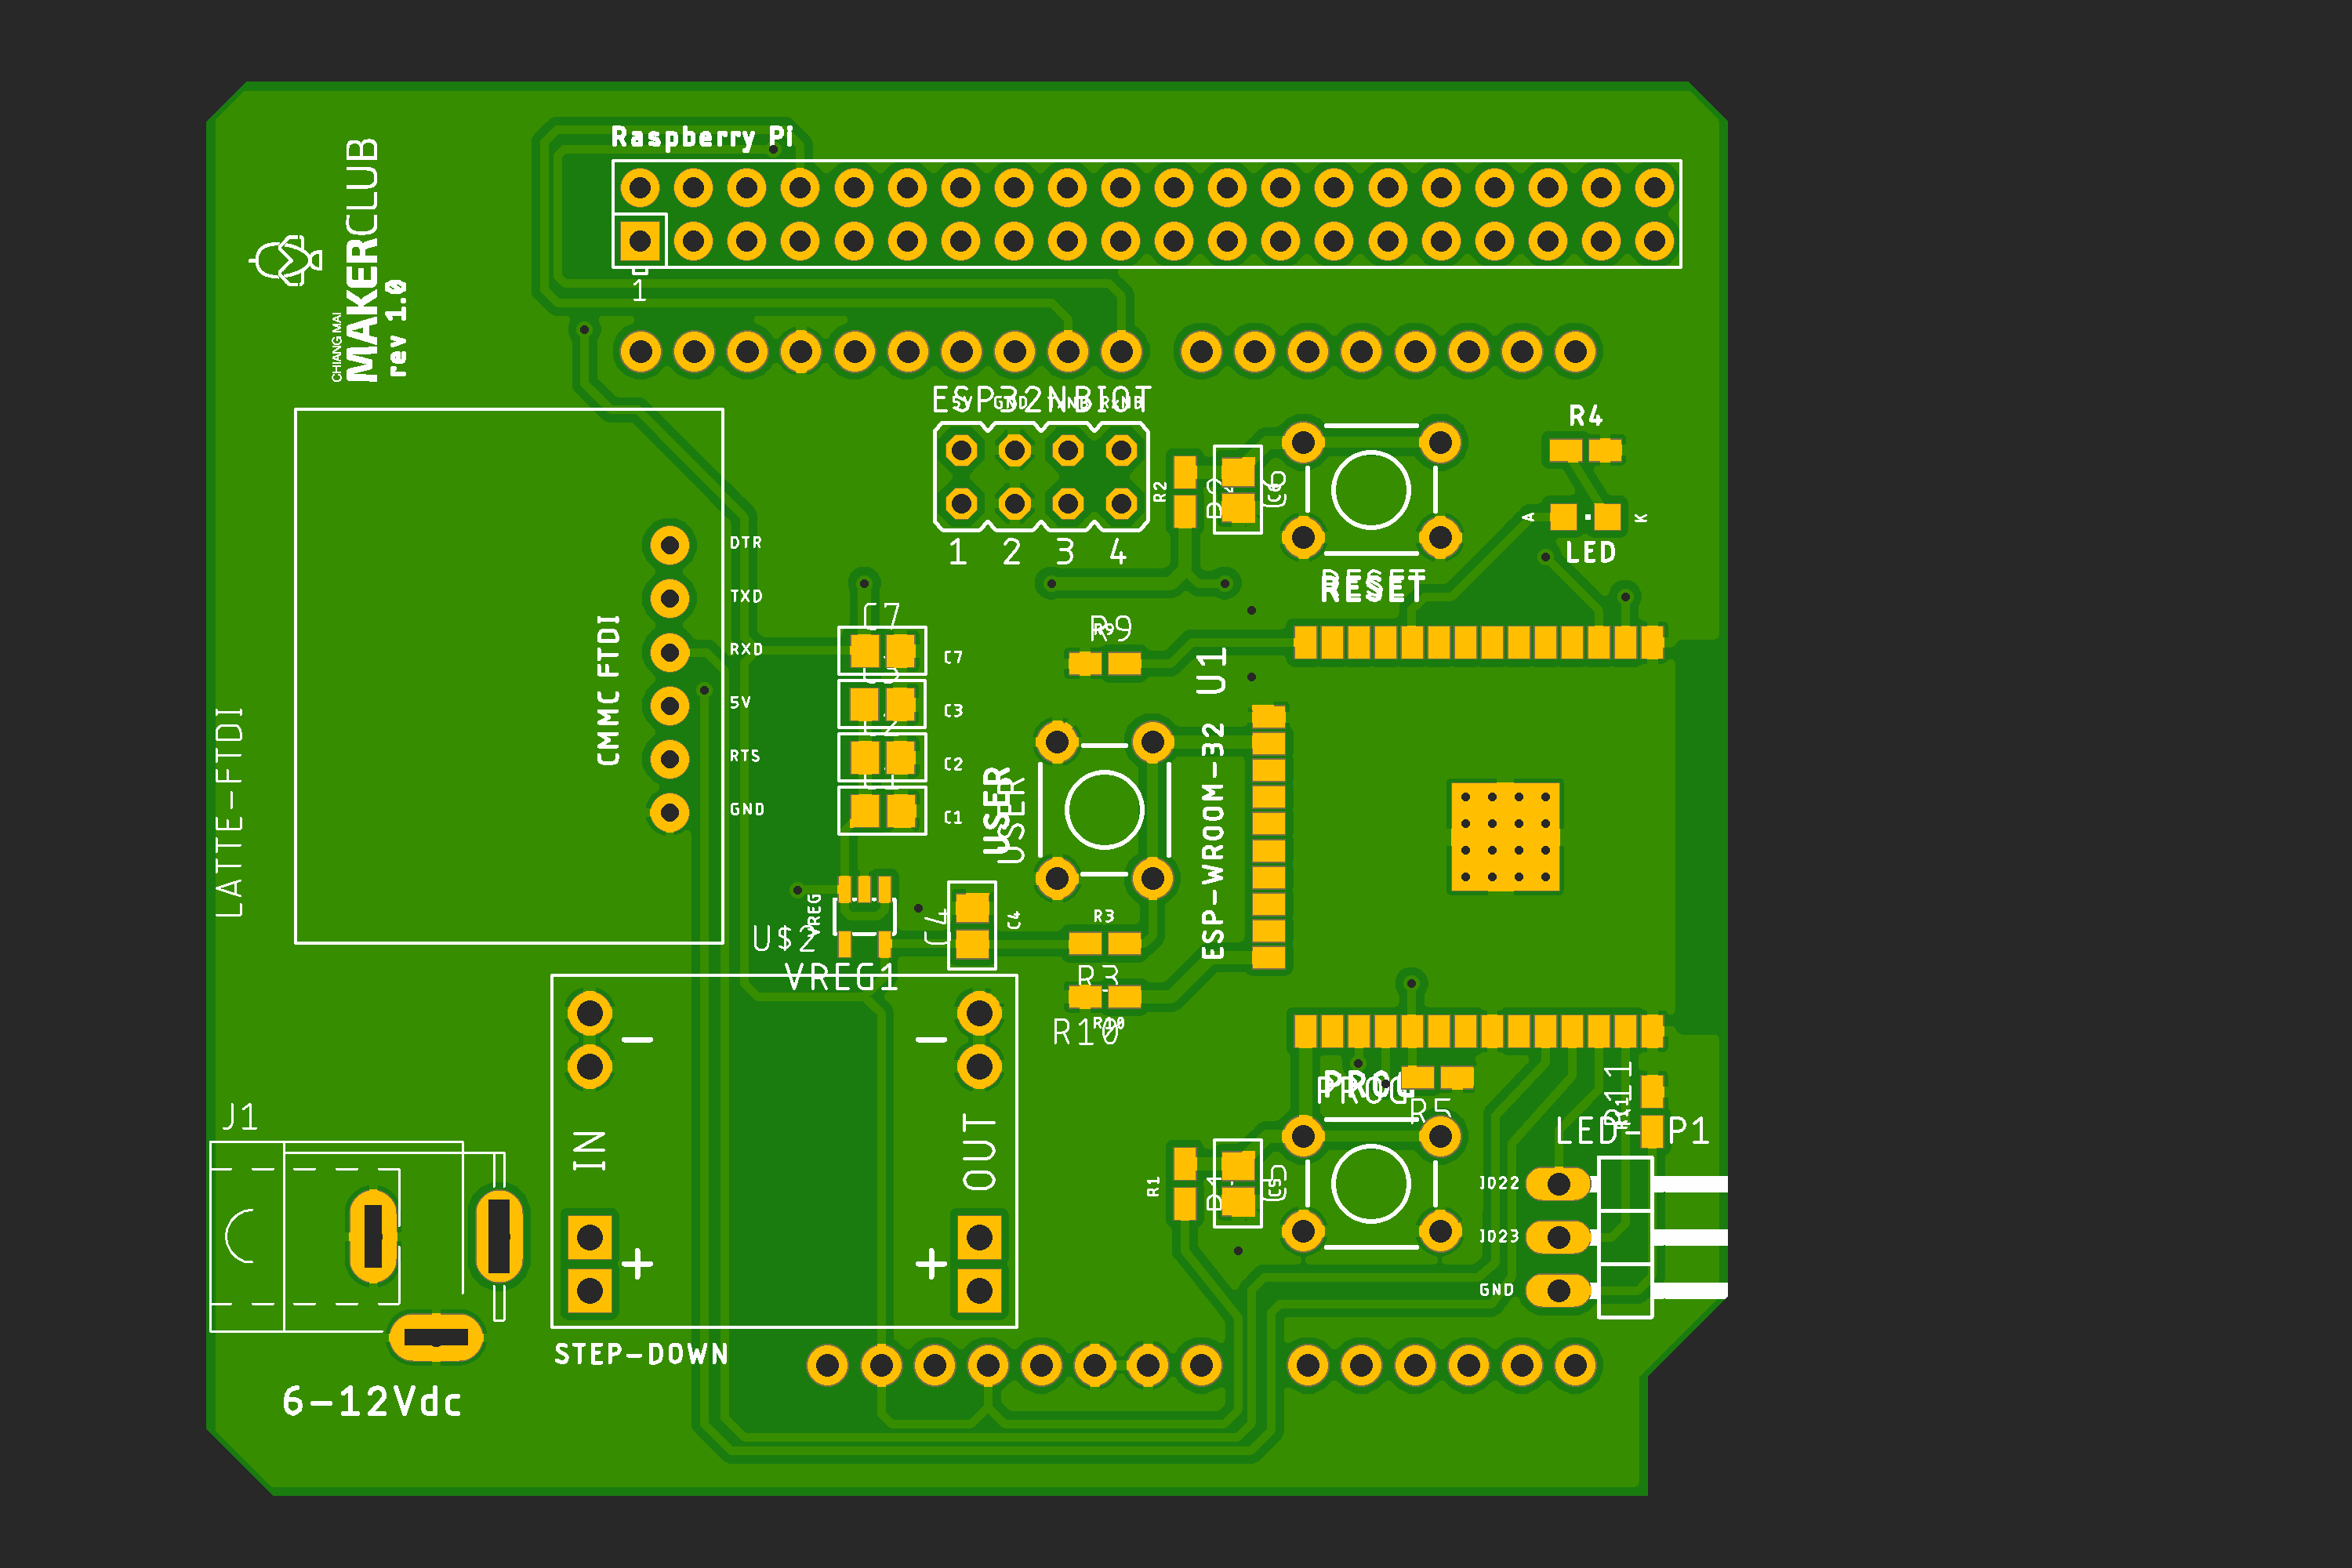 Raspberry Pi
CHIANG MAI
MAKERCLUB
rev 1.0
1
ESP32NBIOT
5V GND TXNB RXNB
1 2 3 4
R2
C6
R4
A
K
LED
RESET
DTR
TXD
RXD
5V
RTS
GND
CMMC FTDI
LATTE-FTDI
C7
C7
C3
C2
C1
R9
R9
U1
USER
USER
ESP-WROOM-32
VREG
U$2
VREG1
C4
C4
R3
R3
R10
R10
PROG
PROG
R5
R11
R11
LED-P1
J1
IN
OUT
- -
+ +
R1
C5
IO22
IO23
GND
STEP-DOWN
6-12Vdc